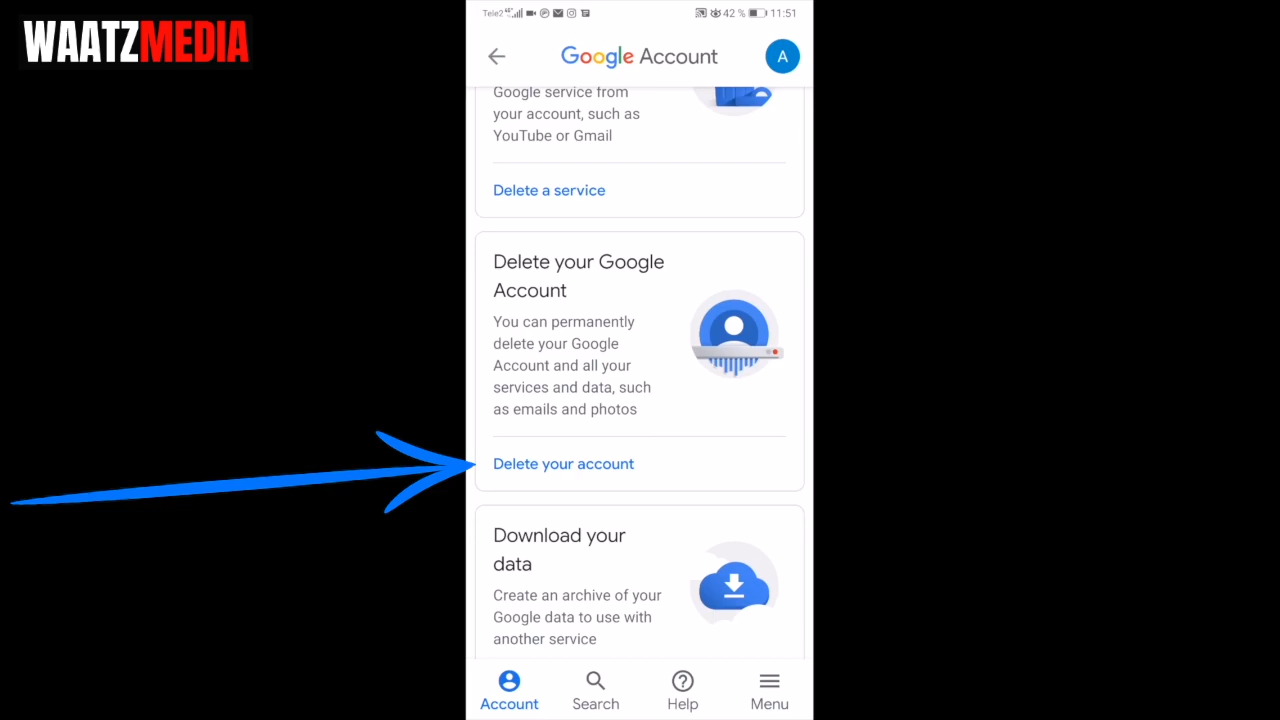 WAATZMEDIA
Tele2 42 % 11:51
Google Account
A
Google service from
your account, such as
YouTube or Gmail
Delete a service
Delete your Google
Account
You can permanently
delete your Google
Account and all your
services and data, such
as emails and photos
Delete your account
Download your
data
Create an archive of your
Google data to use with
another service
Account Search Help Menu